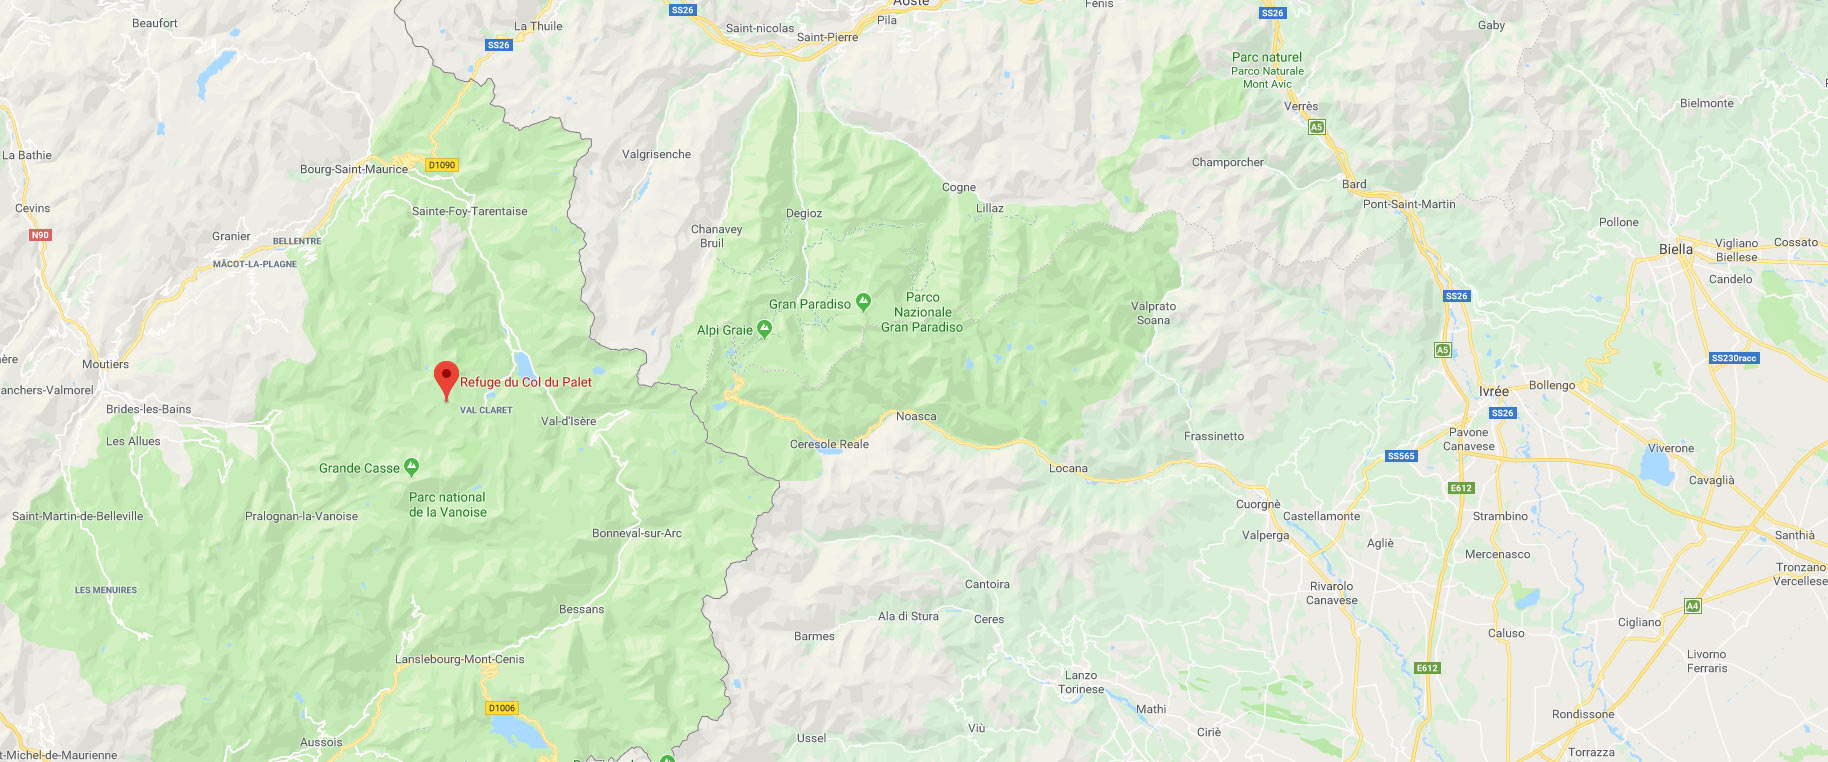 Beaufort
La Thuile
SS26
Saint-nicolas
Aoste
Pila
Saint-Pierre
Fénis
SS26
Gaby
SS26
Parc naturel
Parco Naturale
Mont Avic
Verrès
A5
Bielmonte
La Bathie
Bourg-Saint-Maurice
D1090
Valgrisenche
Champorcher
Bard
Pont-Saint-Martin
Cevins
N90
Granier
BELLENTRE
MÂCOT-LA-PLAGNE
Sainte-Foy-Tarentaise
Cogne
Lillaz
Degioz
Chanavey
Bruil
Pollone
Biella
Vigliano
Biellese
Cossato
Candelo
SS26
Gran Paradiso
Parco
Nazionale
Gran Paradiso
Alpi Graie
Valprato
Soana
A5
SS230racc
Moutiers
anchers-Valmorel
Brides-les-Bains
Les Allues
Refuge du Col du Palet
VAL CLARET
Val-d'Isère
Noasca
Ceresole Reale
Ivrée
Bollengo
SS26
Frassinetto
Pavone
Canavese
SS565
Viverone
Cavaglià
Locana
Grande Casse
Parc national
de la Vanoise
E612
Cuorgnè
Castellamonte
Strambino
Saint-Martin-de-Belleville
Pralognan-la-Vanoise
Bonneval-sur-Arc
Valperga
Agliè
Mercenasco
Santhià
Tronzano
Vercellese
LES MENUIRES
Bessans
Cantoira
Ala di Stura
Ceres
Barmes
Rivarolo
Canavese
A4
Cigliano
Caluso
Livorno
Ferraris
Lanslebourg-Mont-Cenis
E612
Lanzo
Torinese
D1006
Mathi
Rondissone
Aussois
Ussel
Viù
Ciriè
t-Michel-de-Maurienne
Torrazza